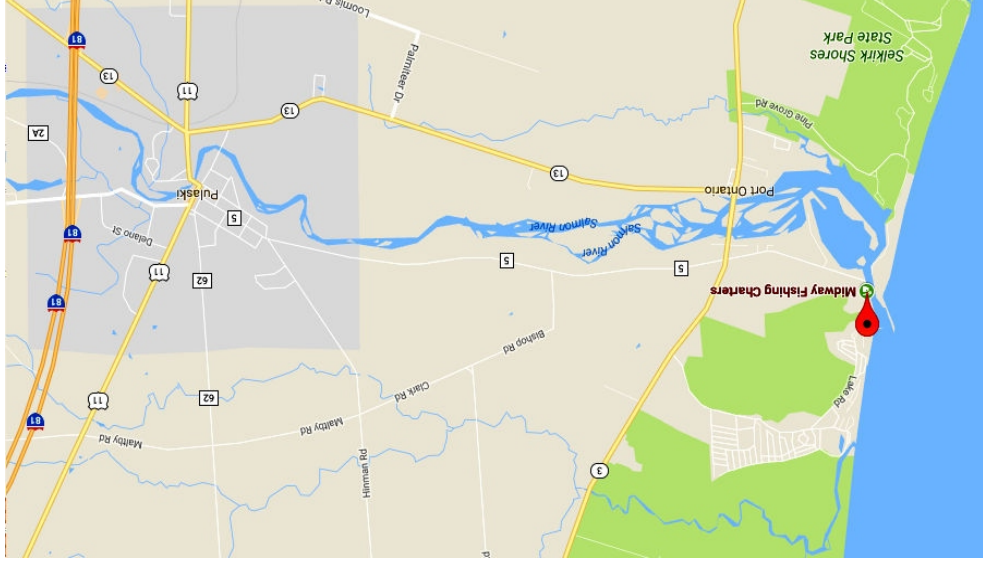 Hinman Rd
3
Maltby Rd
81
Maltby Rd
11
62
Lake Rd
Clark Rd
Bishop Rd
81
Midway Fishing Charters
62
11
5
5
Salmon River
81
Delano St
Salmon River
5
Pulaski
Port Ontario
13
2A
Pine Grove Rd
13
11
13
Palmiteer Dr
Selkirk Shores
State Park
81
Loomis R